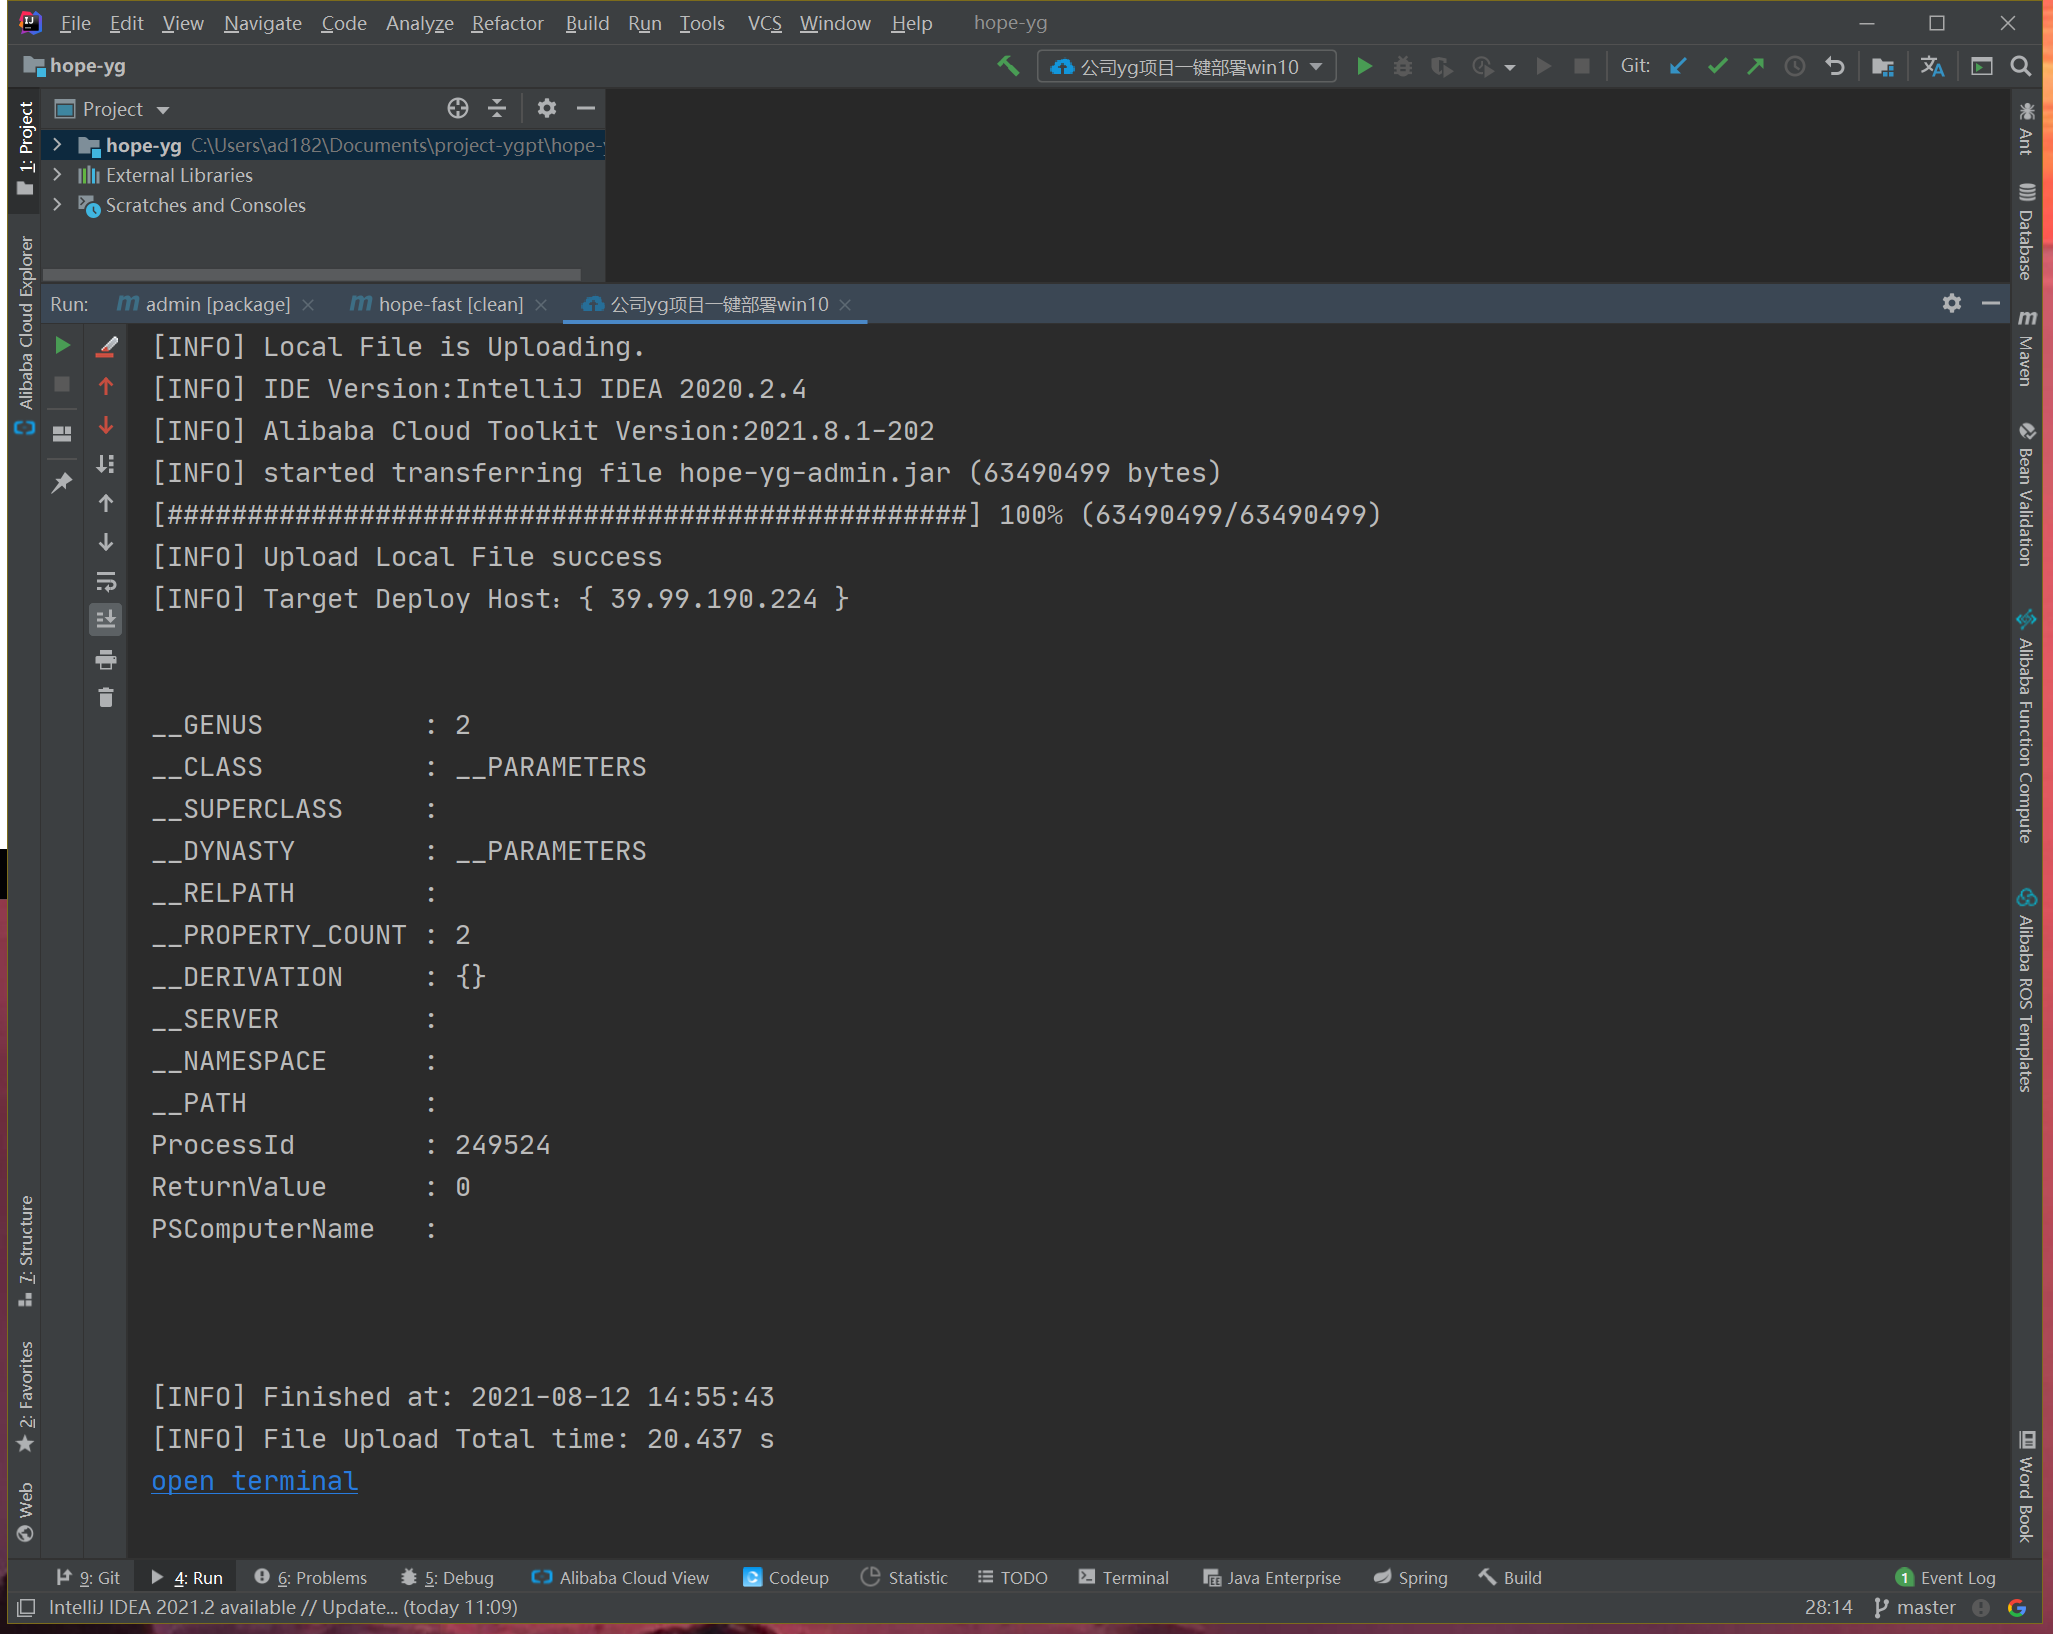 File Edit View Navigate Code Analyze Refactor Build Run Tools VCS Window Help hope-yg
hope-yg 公司yg项目一键部署win10 Git:
Project
hope-yg C:\Users\ad182\Documents\project-ygpt\hope-y
External Libraries
Scratches and Consoles
1: Project
Alibaba Cloud Explorer
7: Structure
2: Favorites
Web
Run: admin [package] hope-fast [clean] 公司yg项目一键部署win10
[INFO] Local File is Uploading.
[INFO] IDE Version:IntelliJ IDEA 2020.2.4
[INFO] Alibaba Cloud Toolkit Version:2021.8.1-202
[INFO] started transferring file hope-yg-admin.jar (63490499 bytes)
[##################################################] 100% (63490499/63490499)
[INFO] Upload Local File success
[INFO] Target Deploy Host: { 39.99.190.224 }
__GENUS : 2
__CLASS : __PARAMETERS
__SUPERCLASS :
__DYNASTY : __PARAMETERS
__RELPATH :
__PROPERTY_COUNT : 2
__DERIVATION : {}
__SERVER :
__NAMESPACE :
__PATH :
ProcessId : 249524
ReturnValue : 0
PSComputerName :
[INFO] Finished at: 2021-08-12 14:55:43
[INFO] File Upload Total time: 20.437 s
open terminal
Ant
Database
Maven
Bean Validation
Alibaba Function Compute
Alibaba ROS Templates
Word Book
9: Git 4: Run 6: Problems 5: Debug Alibaba Cloud View Codeup Statistic TODO Terminal Java Enterprise Spring Build 1 Event Log
IntelliJ IDEA 2021.2 available // Update... (today 11:09) 28:14 master